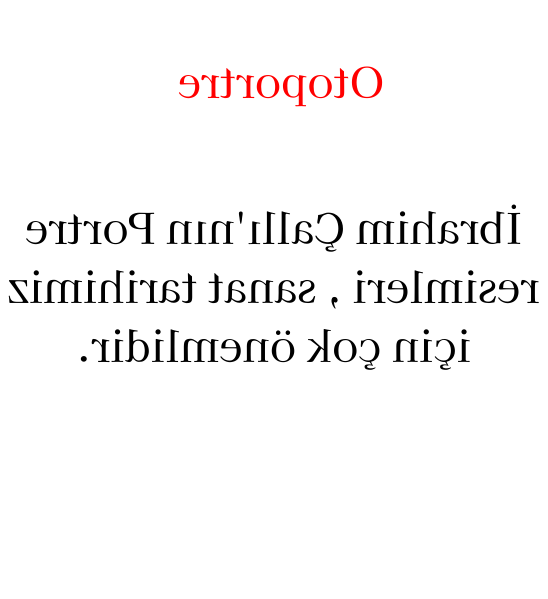 Otoportre
İbrahim Çallı'nın Portre
resimleri , sanat tarihimiz
için çok önemlidir.